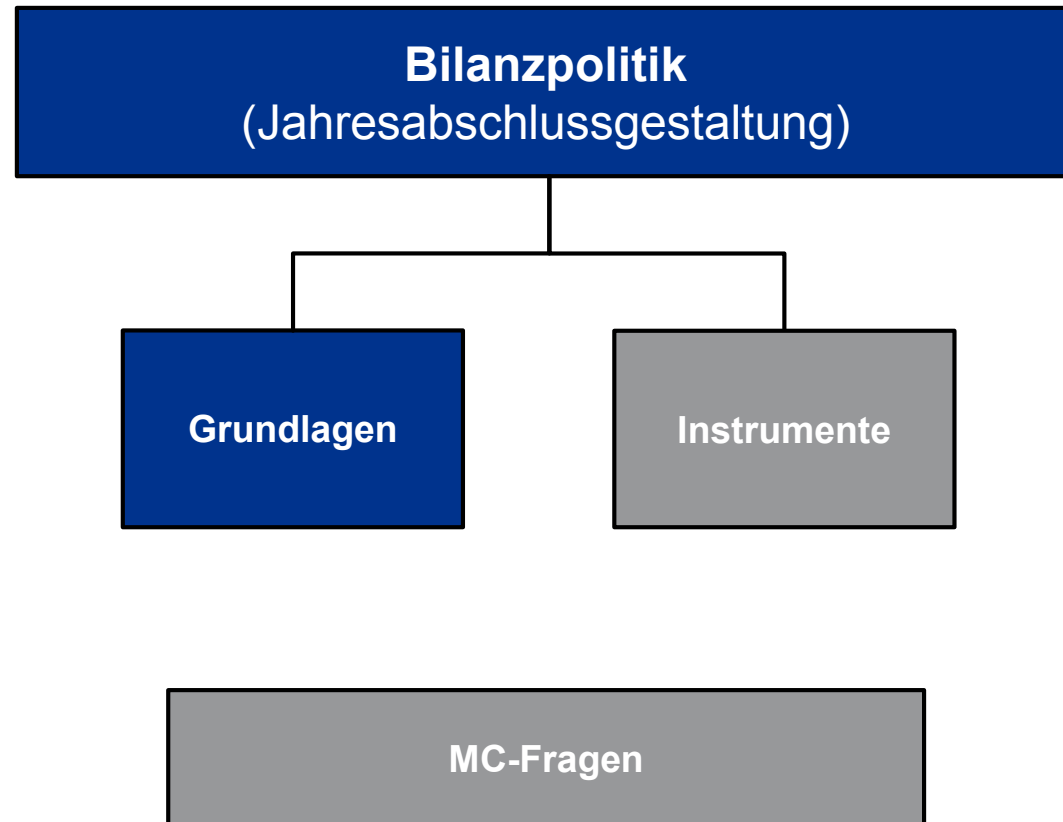 Bilanzpolitik
(Jahresabschlussgestaltung)
Grundlagen
Instrumente
MC-Fragen